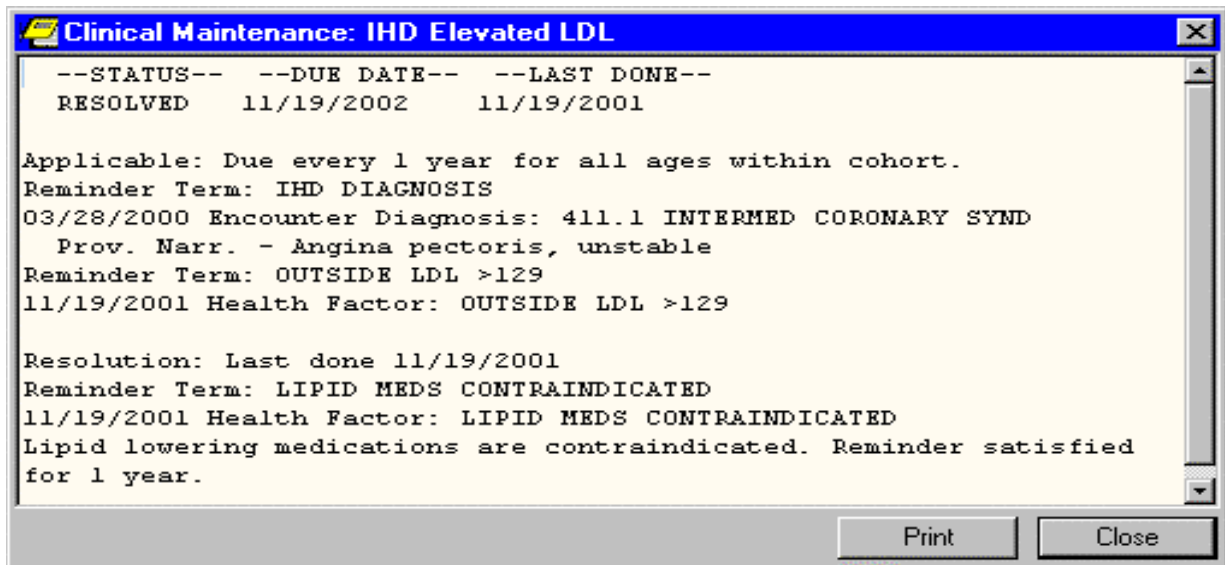 Clinical Maintenance: IHD Elevated LDL
--STATUS-- --DUE DATE-- --LAST DONE--
RESOLVED 11/19/2002 11/19/2001
Applicable: Due every 1 year for all ages within cohort.
Reminder Term: IHD DIAGNOSIS
03/28/2000 Encounter Diagnosis: 411.1 INTERMED CORONARY SYND
Prov. Narr. - Angina pectoris, unstable
Reminder Term: OUTSIDE LDL >129
11/19/2001 Health Factor: OUTSIDE LDL >129
Resolution: Last done 11/19/2001
Reminder Term: LIPID MEDS CONTRAINDICATED
11/19/2001 Health Factor: LIPID MEDS CONTRAINDICATED
Lipid lowering medications are contraindicated. Reminder satisfied
for 1 year.
Print Close